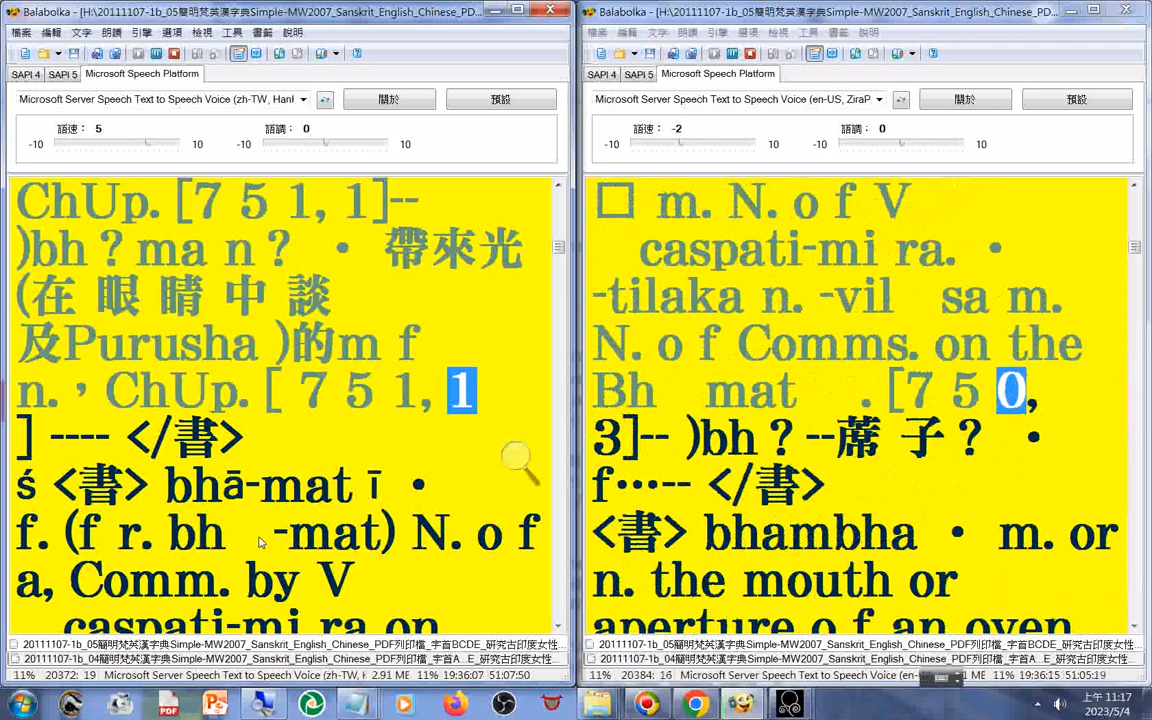 Balabolka - [H:\20111107-1b_05簡明梵英漢字典Simple-MW2007_Sanskrit_English_Chinese_PD...
檔案 編輯 文字 朗讀 引擎 選項 檢視 工具 書籤 說明
SAPI 4 SAPI 5 Microsoft Speech Platform
Microsoft Server Speech Text to Speech Voice (zh-TW, Hanl
關於 預設
語速： 5 語調： 0
-10 10 -10 10
ChUp. [7 5 1, 1]--
)bh ? ma n ? • 帶來光
(在 眼 睛 中 談
及Purusha )的m f
n.，ChUp. [ 7 5 1, 1
] ---- </書>
ś <書> bhā-mat ī •
f. (f r. bh -mat) N. o f
a, Comm. by V
caspati-mi ra on
20111107-1b_05簡明梵英漢字典Simple-MW2007_Sanskrit_English_Chinese_PDF列印檔_字首BCDE_研究古印度女性...
20111107-1b_04簡明梵英漢字典Simple-MW2007_Sanskrit_English_Chinese_PDF列印檔_字首A...E_研究古印度女性...
11% 20372: 19 Microsoft Server Speech Text to Speech Voice (zh-TW, 2.91 MB 11% 19:36:07 51:07:50
Balabolka - [H:\20111107-1b_05簡明梵英漢字典Simple-MW2007_Sanskrit_English_Chinese_PD...
檔案 編輯 文字 朗讀 引擎 選項 檢視 工具 書籤 說明
SAPI 4 SAPI 5 Microsoft Speech Platform
Microsoft Server Speech Text to Speech Voice (en-US, ZiraP
關於 預設
語速： -2 語調： 0
-10 10 -10 10
□ m. N. o f V
caspati-mi ra. •
-tilaka n. -vil sa m.
N. o f Comms. on the
Bh mat . [7 5 0,
3]-- )bh ? --蓆 子 ? •
f…-- </書>
<書> bhambha • m. or
n. the mouth or
aperture o f an oven
20111107-1b_05簡明梵英漢字典Simple-MW2007_Sanskrit_English_Chinese_PDF列印檔_字首BCDE_研究古印度女性...
20111107-1b_04簡明梵英漢字典Simple-MW2007_Sanskrit_English_Chinese_PDF列印檔_字首A...E_研究古印度女性...
11% 20384: 16 Microsoft Server Speech Text to Speech Voice (en-US, 11% 19:36:15 51:05:19
上午 11:17
2023/5/4